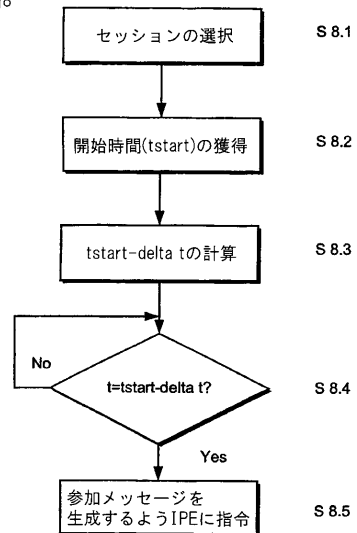 セッションの選択
S 8.1
開始時間(tstart)の獲得
S 8.2
tstart-delta tの計算
S 8.3
No
t=tstart-delta t?
S 8.4
Yes
参加メッセージを
生成するようIPEに指令
S 8.5